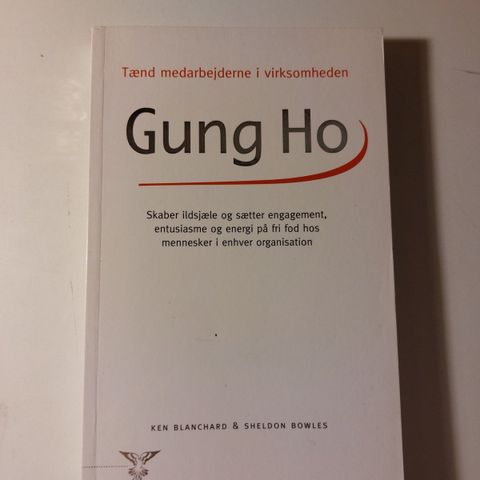 Tænd medarbejderne i virksomheden
Gung Ho
Skaber ildsjæle og sætter engagement,
entusiasme og energi på fri fod hos
mennesker i enhver organisation
KEN BLANCHARD & SHELDON BOWLES